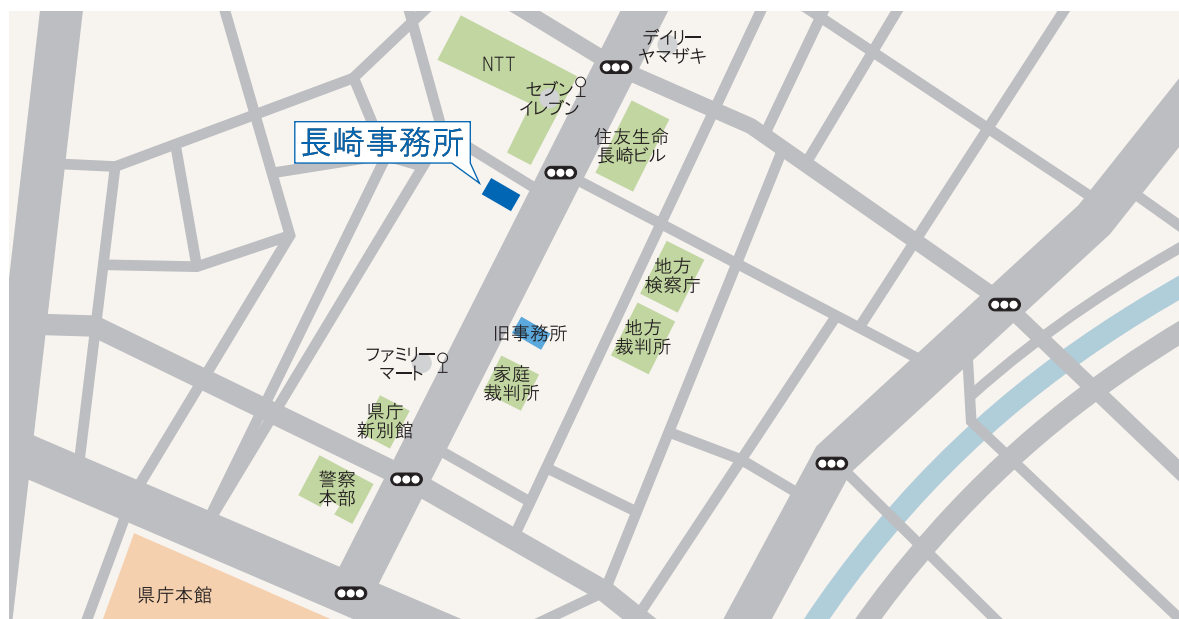 デイリー
ヤマザキ
NTT
セブン
イレブン
長崎事務所
住友生命
長崎ビル
地方
検察庁
旧事務所
地方
裁判所
ファミリー
マート
家庭
裁判所
県庁
新別館
警察
本部
県庁本館